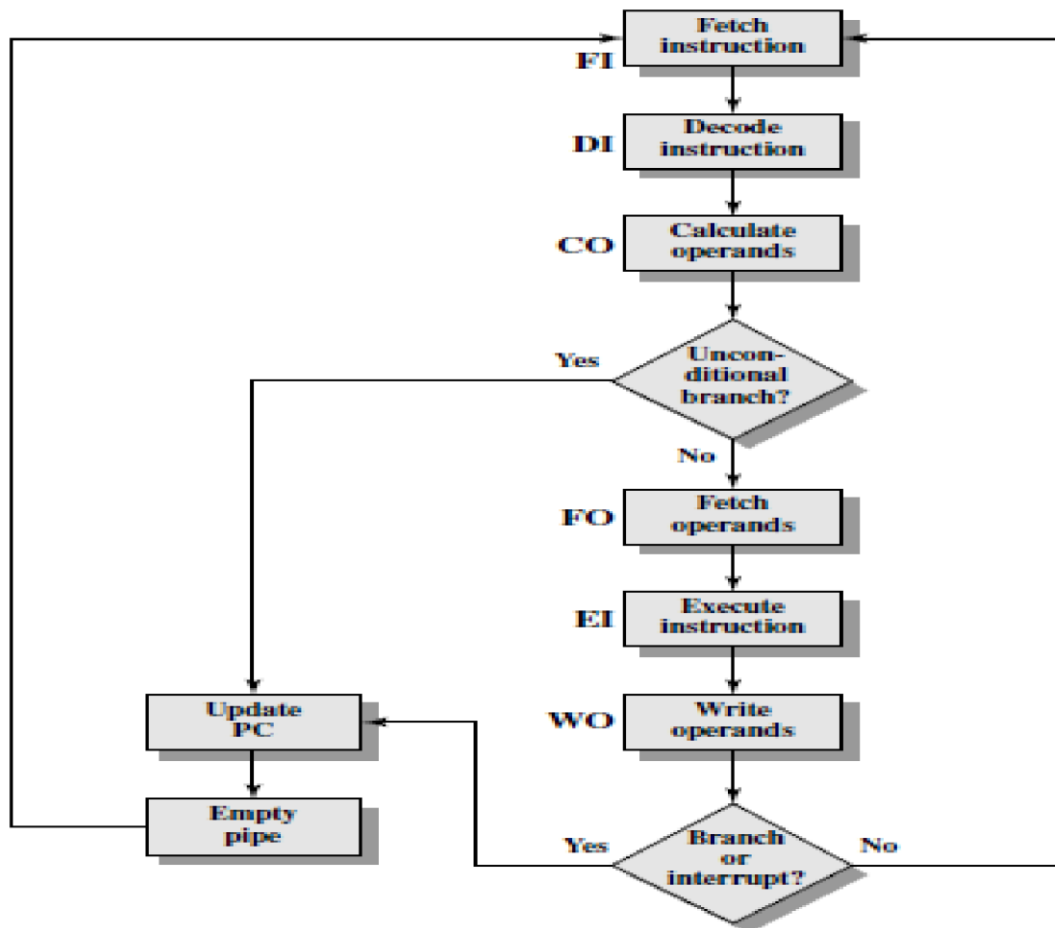 Fetch
instruction
FI
Decode
instruction
DI
Calculate
operands
CO
Yes
Uncon-
ditional
branch?
No
Fetch
operands
FO
Execute
instruction
EI
Update
PC
WO
Write
operands
Empty
pipe
Yes
Branch
or
interrupt?
No